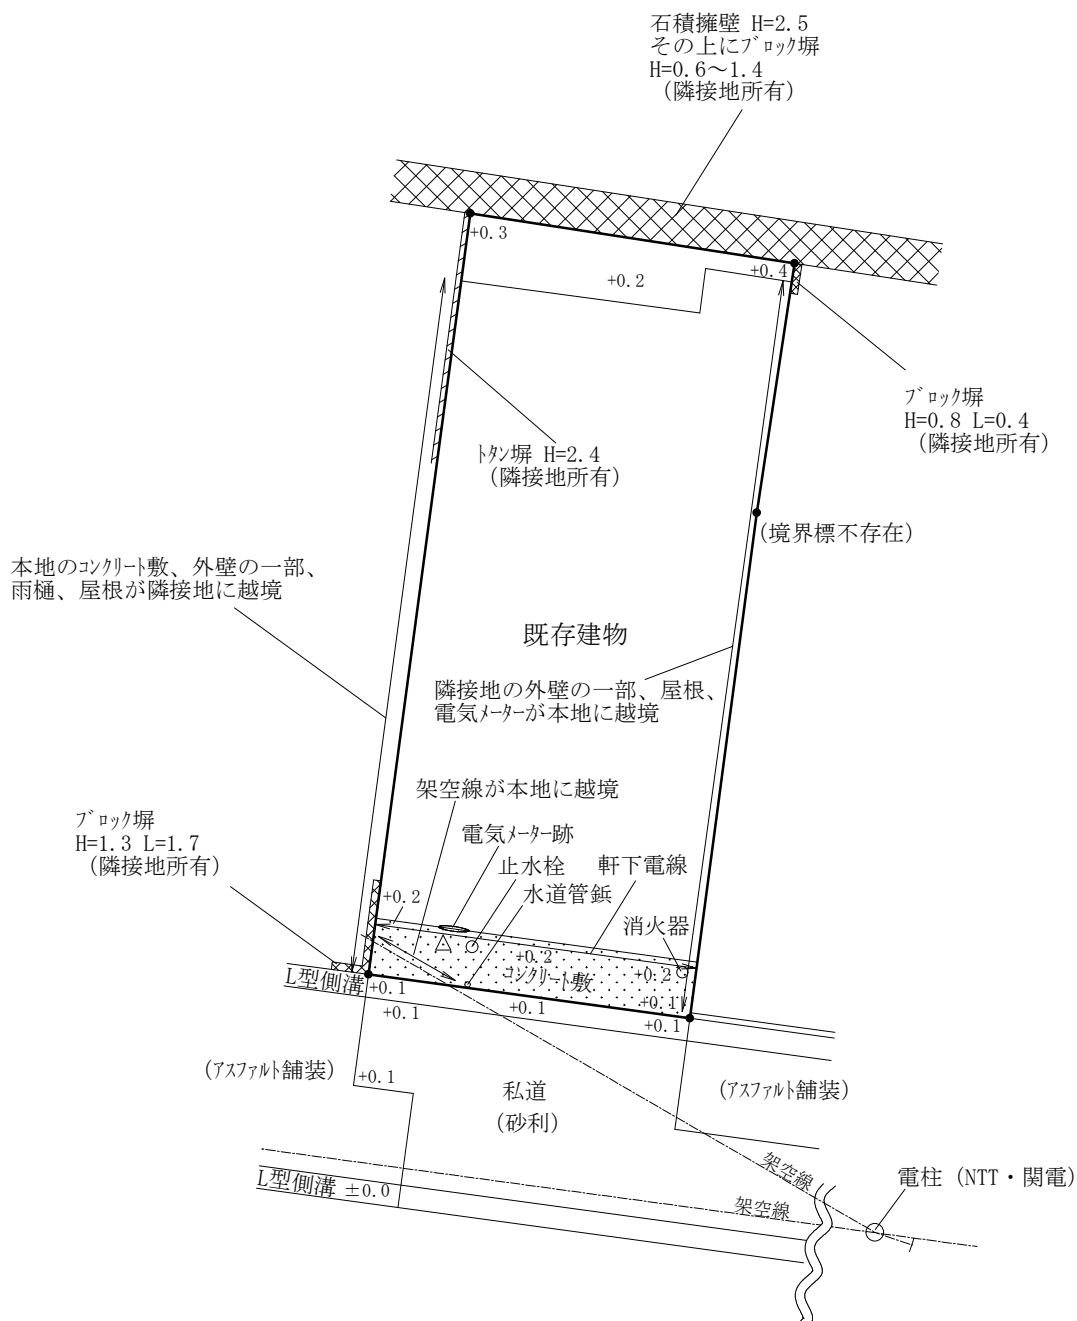 石積擁壁 H=2.5
その上にﾌﾞﾛｯｸ塀
H=0.6～1.4
（隣接地所有）
+0.3
+0.4
+0.2
ﾌﾞﾛｯｸ塀
H=0.8 L=0.4
（隣接地所有）
ﾄﾀﾝ塀 H=2.4
（隣接地所有）
（境界標不存在）
本地のｺﾝｸﾘｰﾄ敷、外壁の一部、
雨樋、屋根が隣接地に越境
既存建物
隣接地の外壁の一部、屋根、
電気ﾒｰﾀｰが本地に越境
架空線が本地に越境
ﾌﾞﾛｯｸ塀
H=1.3 L=1.7
（隣接地所有）
電気ﾒｰﾀｰ跡
止水栓
軒下電線
水道管鋲
+0.2
消火器
+0.2
+0.2
ｺﾝｸﾘｰﾄ敷
L型側溝
+0.1
+0.1
+0.1
+0.1
+0.1
（ｱｽﾌｧﾙﾄ舗装）
+0.1
私道
（砂利）
（ｱｽﾌｧﾙﾄ舗装）
架空線
電柱（NTT・関電）
L型側溝 ±0.0
架空線